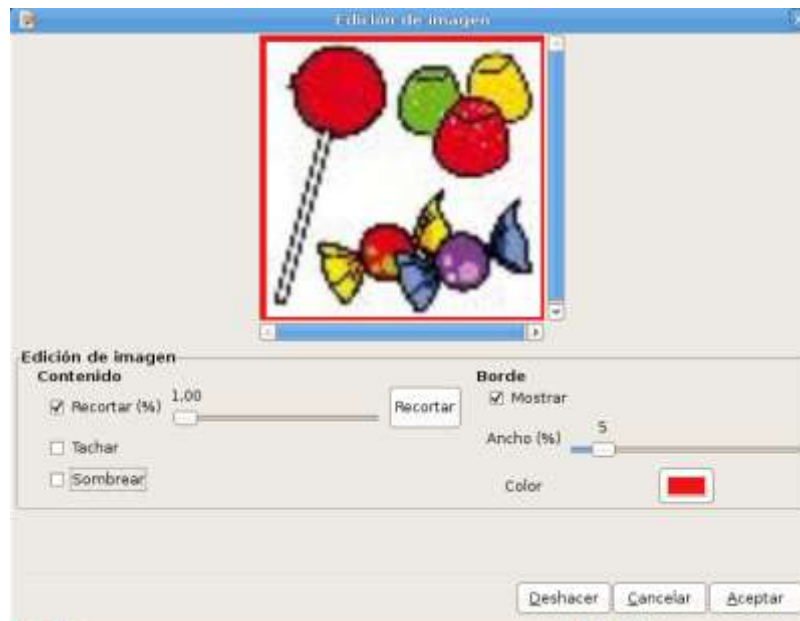 Edición de imagen
Edición de imagen
Contenido
Recortar (%)
1,00
Recortar
Tachar
Sombrear
Borde
Mostrar
Ancho (%)
5
Color
Deshacer
Cancelar
Aceptar